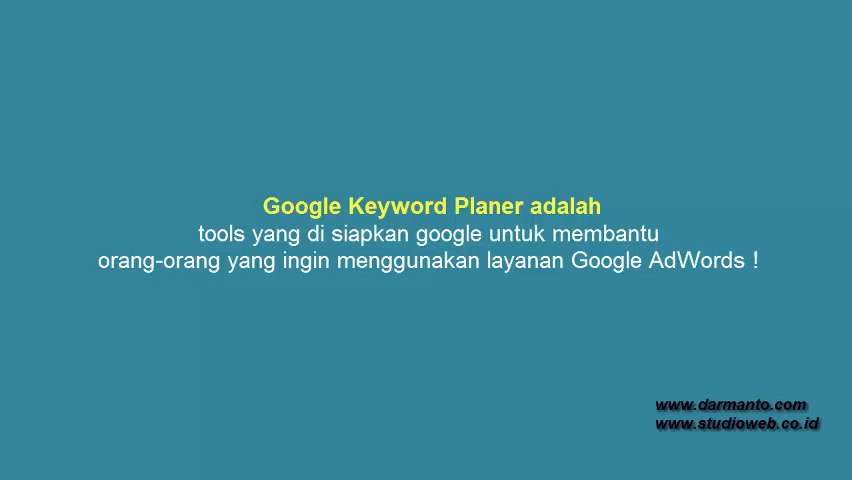 Google Keyword Planer adalah
tools yang di siapkan google untuk membantu
orang-orang yang ingin menggunakan layanan Google AdWords !
www.darmanto.com
www.studioweb.co.id